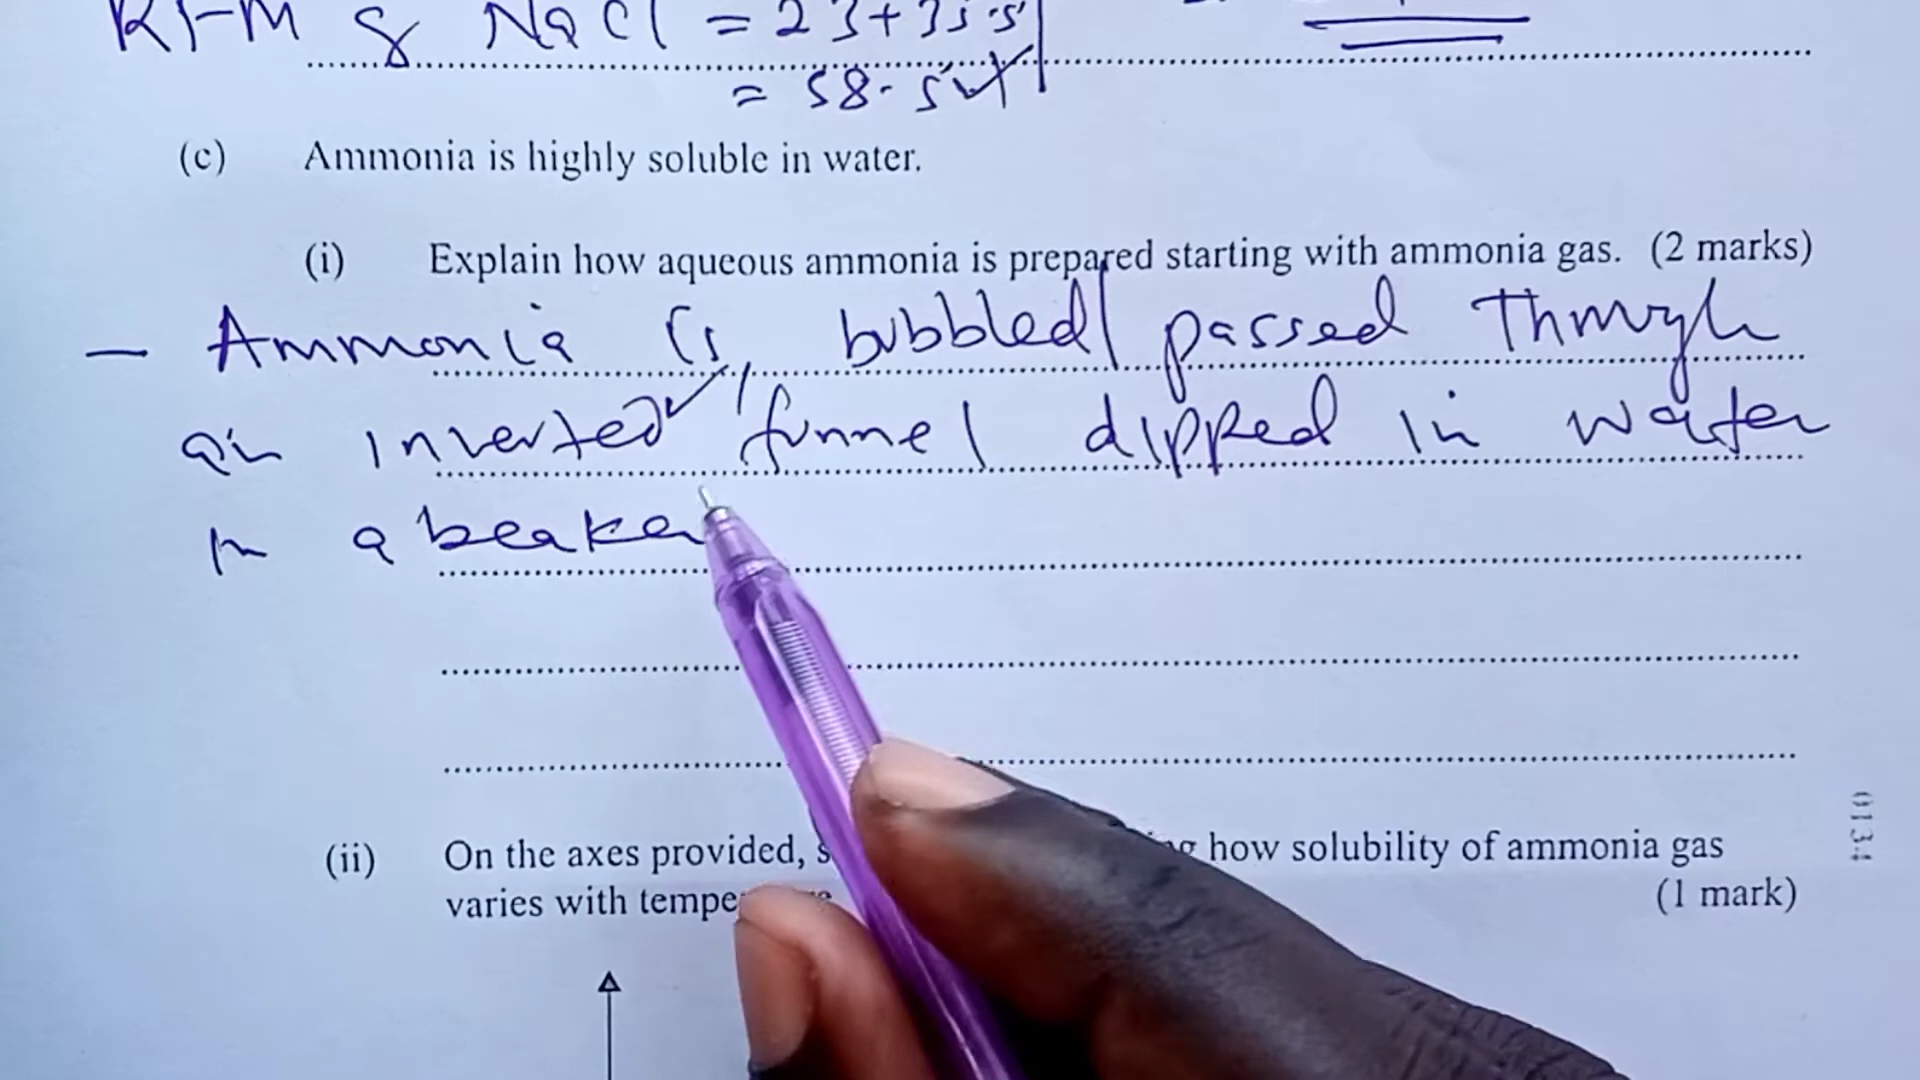 RFM of NaCl = 23+35.5
= 58.5
(c) Ammonia is highly soluble in water.
(i) Explain how aqueous ammonia is prepared starting with ammonia gas. (2 marks)
– Ammonia is bubbled/passed through
an inverted funnel dipped in water
in a beaker
(ii) On the axes provided, how solubility of ammonia gas
varies with (1 mark)
0134